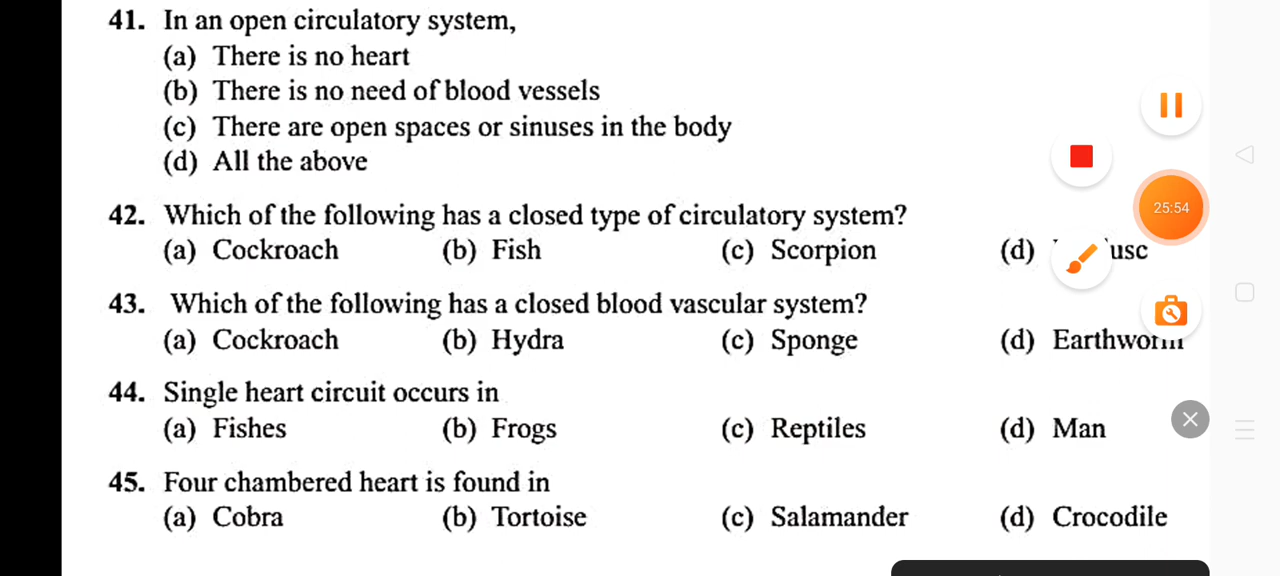 41. In an open circulatory system,
(a) There is no heart
(b) There is no need of blood vessels
(c) There are open spaces or sinuses in the body
(d) All the above
42. Which of the following has a closed type of circulatory system?
(a) Cockroach (b) Fish (c) Scorpion (d)
43. Which of the following has a closed blood vascular system?
(a) Cockroach (b) Hydra (c) Sponge (d) Earthworm
44. Single heart circuit occurs in
(a) Fishes (b) Frogs (c) Reptiles (d) Man
45. Four chambered heart is found in
(a) Cobra (b) Tortoise (c) Salamander (d) Crocodile
25:54